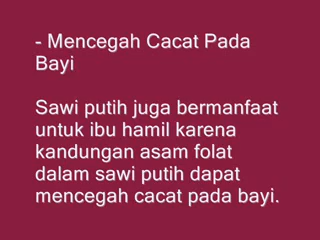 - Mencegah Cacat Pada
Bayi
Sawi putih juga bermanfaat
untuk ibu hamil karena
kandungan asam folat
dalam sawi putih dapat
mencegah cacat pada bayi.